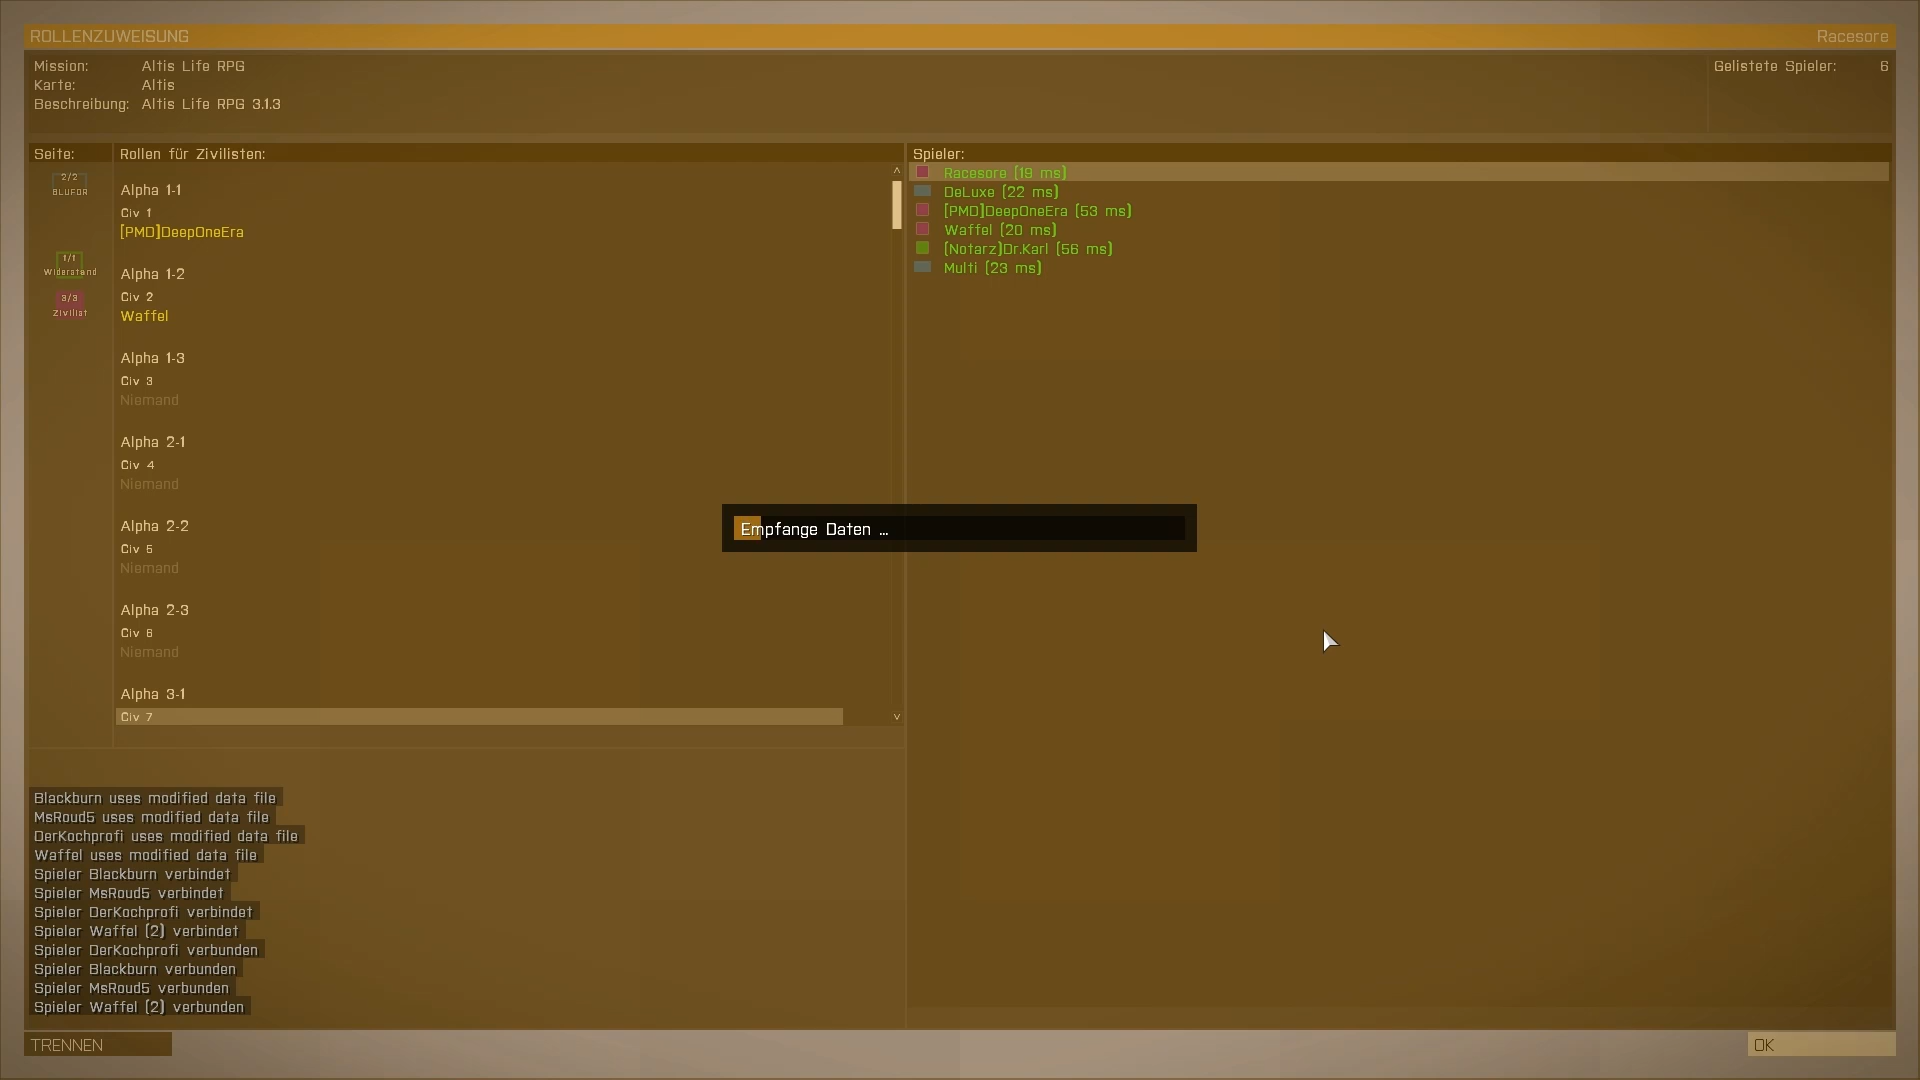 ROLLENZUWEISUNG
Racesore
Mission: Altis Life RPG
Karte: Altis
Beschreibung: Altis Life RPG 3.1.3
Gelistete Spieler: 6
Seite:
2/2
BLUFOR
1/1
Widerstand
3/3
Zivilist
Rollen für Zivilisten:
Alpha 1-1
Civ 1
[PMD]DeepOneEra
Alpha 1-2
Civ 2
Waffel
Alpha 1-3
Civ 3
Niemand
Alpha 2-1
Civ 4
Niemand
Alpha 2-2
Civ 5
Niemand
Alpha 2-3
Civ 6
Niemand
Alpha 3-1
Civ 7
Spieler:
Racesore (19 ms)
DeLuxe (22 ms)
[PMD]DeepOneEra (53 ms)
Waffel (20 ms)
[Notarz]Dr.Karl (56 ms)
Multi (23 ms)
Empfange Daten ...
Blackburn uses modified data file
MsRoud5 uses modified data file
DerKochprofi uses modified data file
Waffel uses modified data file
Spieler Blackburn verbindet
Spieler MsRoud5 verbindet
Spieler DerKochprofi verbindet
Spieler Waffel (2) verbindet
Spieler DerKochprofi verbunden
Spieler Blackburn verbunden
Spieler MsRoud5 verbunden
Spieler Waffel (2) verbunden
TRENNEN
OK